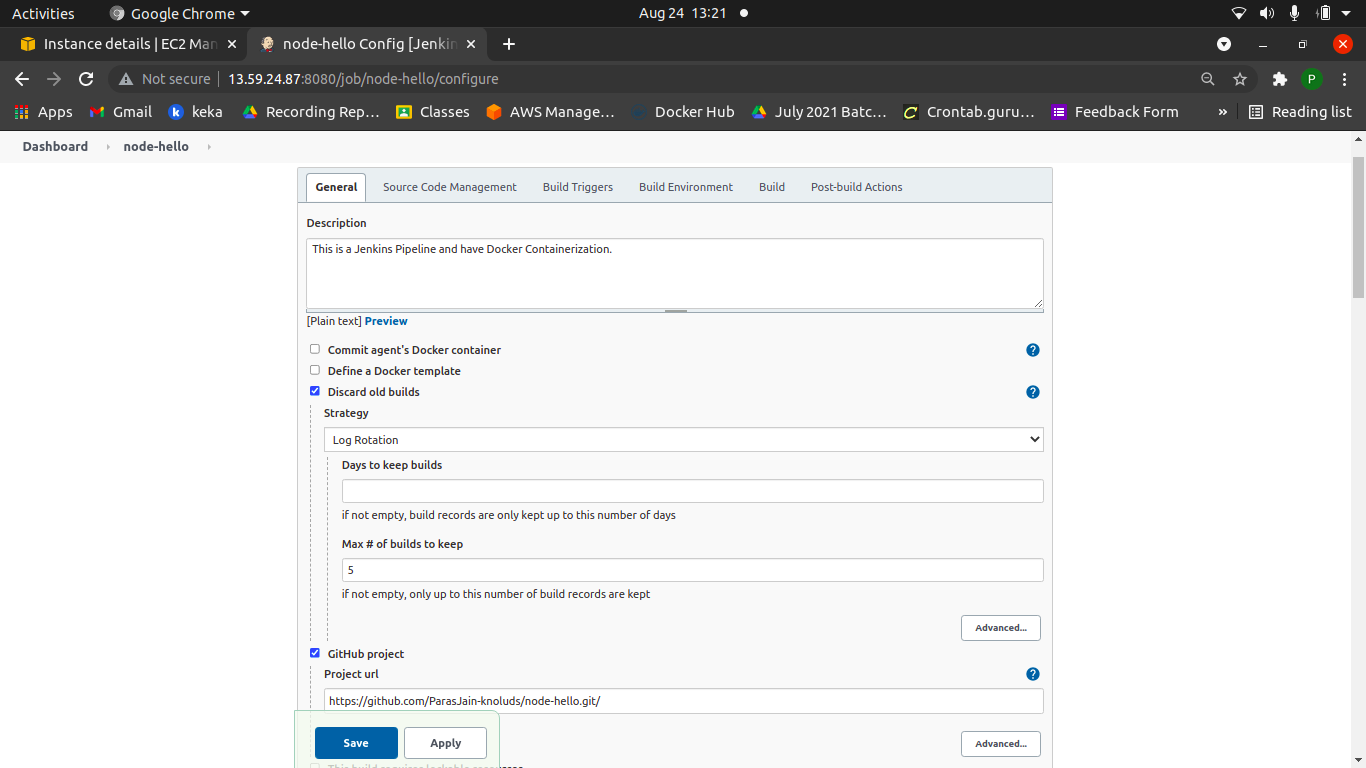 Activities Google Chrome Aug 24 13:21
Instance details | EC2 Man node-hello Config [Jenkin
Not secure 13.59.24.87:8080/job/node-hello/configure P
Apps Gmail keka Recording Rep… Classes AWS Manage… Docker Hub July 2021 Batc… Crontab.guru… Feedback Form » Reading list
Dashboard node-hello
General Source Code Management Build Triggers Build Environment Build Post-build Actions
Description
This is a Jenkins Pipeline and have Docker Containerization.
[Plain text] Preview
Commit agent's Docker container ?
Define a Docker template
Discard old builds ?
Strategy
Log Rotation
Days to keep builds
if not empty, build records are only kept up to this number of days
Max # of builds to keep
5
if not empty, only up to this number of build records are kept
Advanced...
GitHub project
Project url ?
https://github.com/ParasJain-knoluds/node-hello.git/
Save Apply Advanced...
This build requires lockable resources